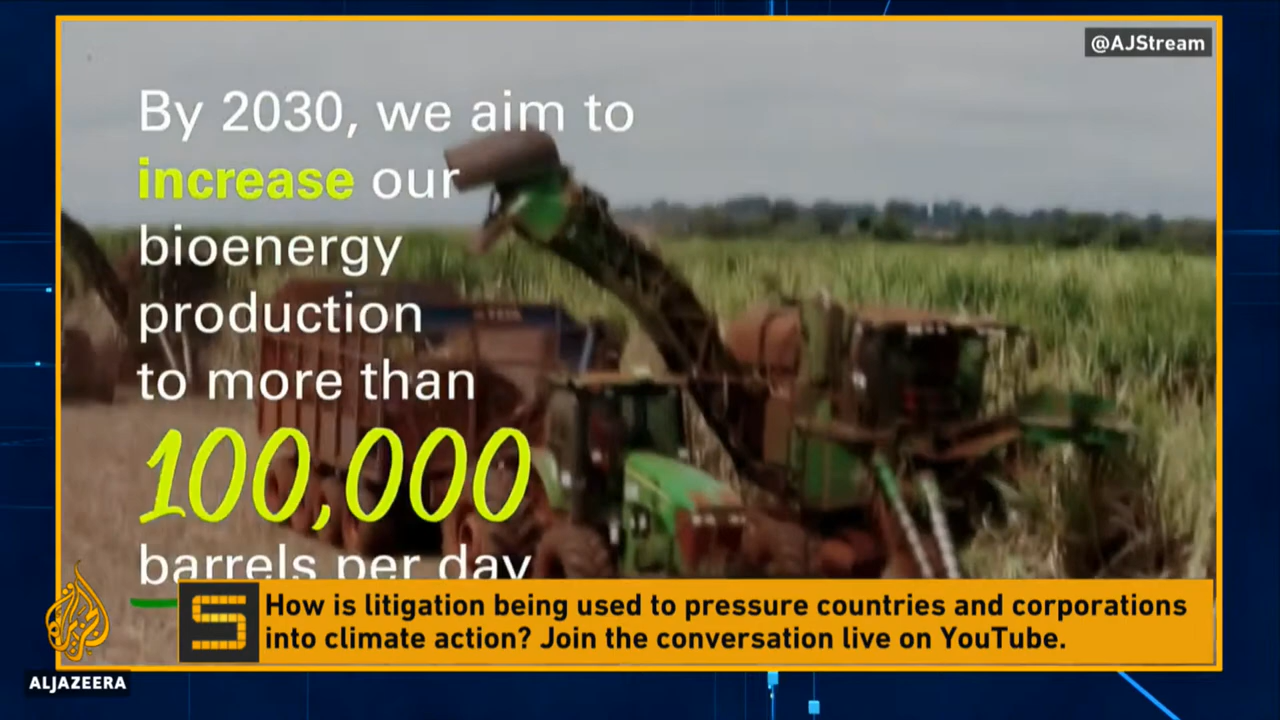 @AJStream
By 2030, we aim to
increase our
bioenergy
production
to more than
100,000
barrels per day
How is litigation being used to pressure countries and corporations
into climate action? Join the conversation live on YouTube.
ALJAZEERA